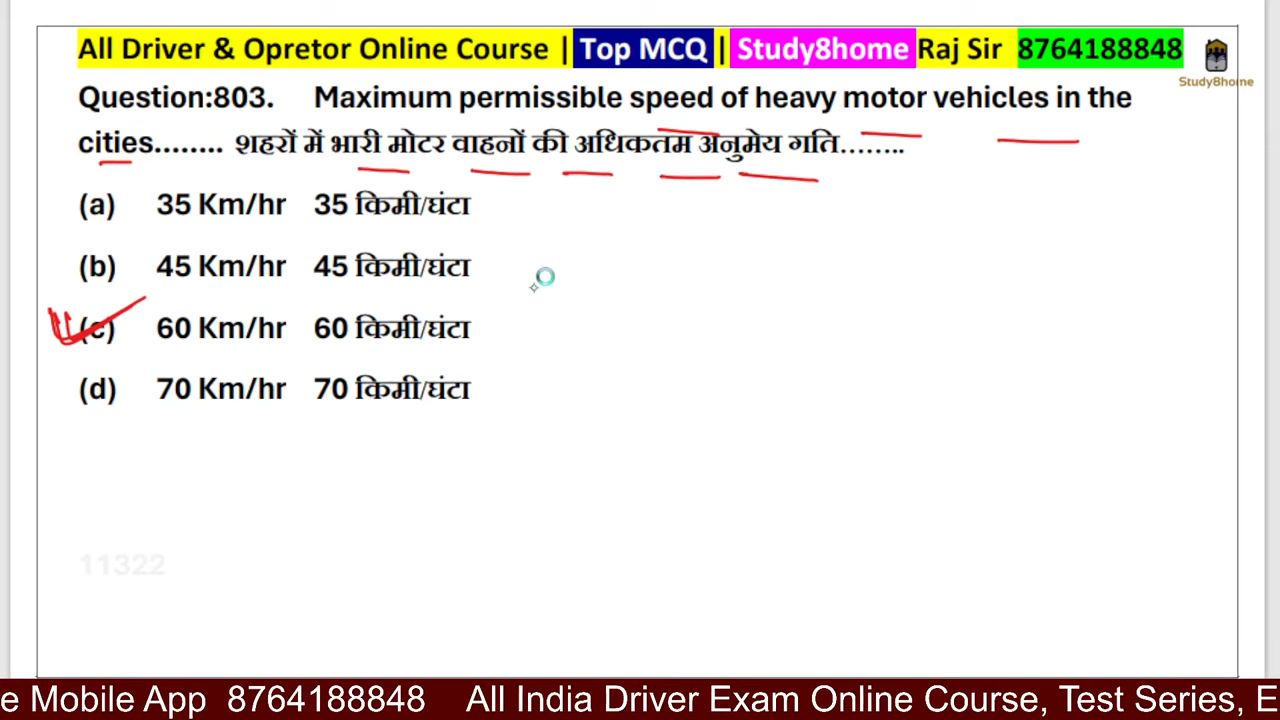 All Driver & Opretor Online Course | Top MCQ | Study8home Raj Sir 8764188848
Study8home
Question:803. Maximum permissible speed of heavy motor vehicles in the
cities........ शहरों में भारी मोटर वाहनों की अधिकतम अनुमेय गति........
(a) 35 Km/hr 35 किमी/घंटा
(b) 45 Km/hr 45 किमी/घंटा
(c) 60 Km/hr 60 किमी/घंटा
(d) 70 Km/hr 70 किमी/घंटा
11322
e Mobile App 8764188848 All India Driver Exam Online Course, Test Series, E